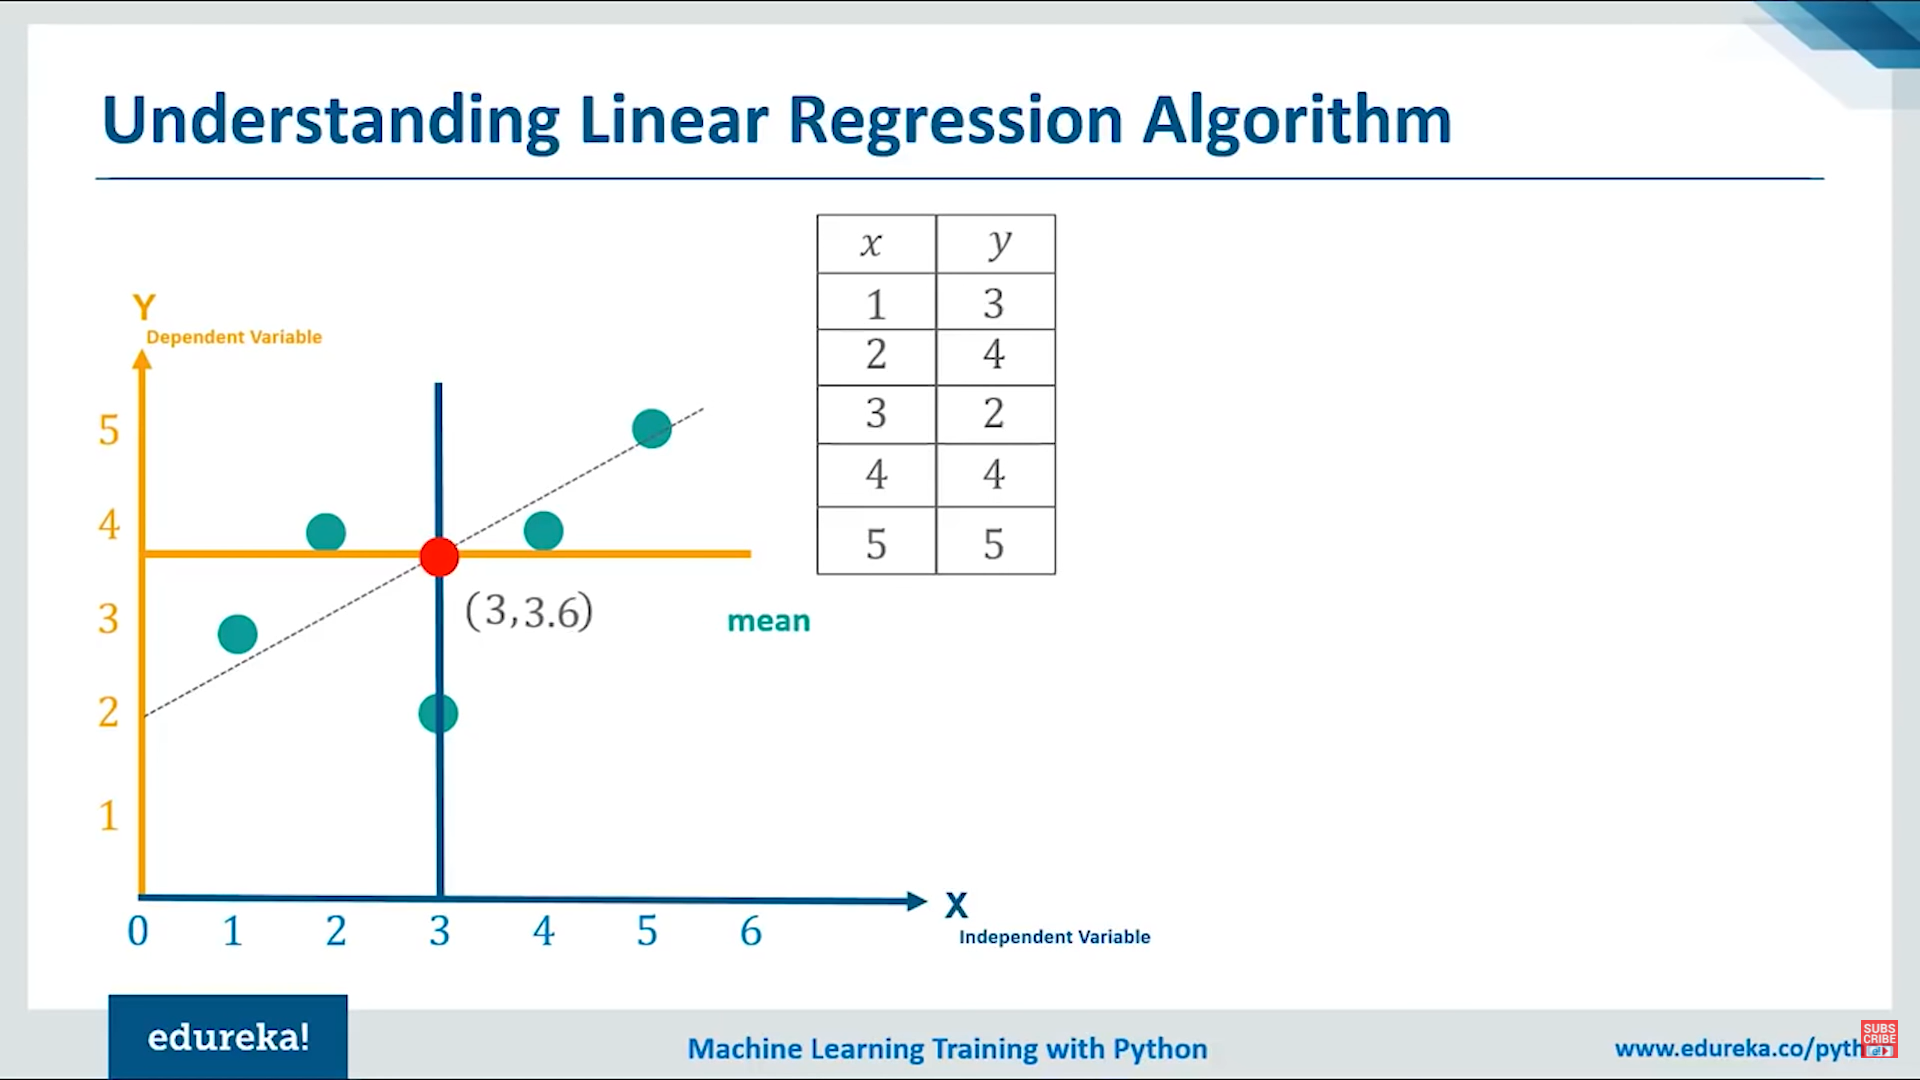 Understanding Linear Regression Algorithm
x y
1 3
2 4
3 2
4 4
5 5
Y
Dependent Variable
5
4
3
2
1
(3,3.6)
mean
0 1 2 3 4 5 6
X
Independent Variable
edureka!
Machine Learning Training with Python
www.edureka.co/pyth
SUBS
CRIBE